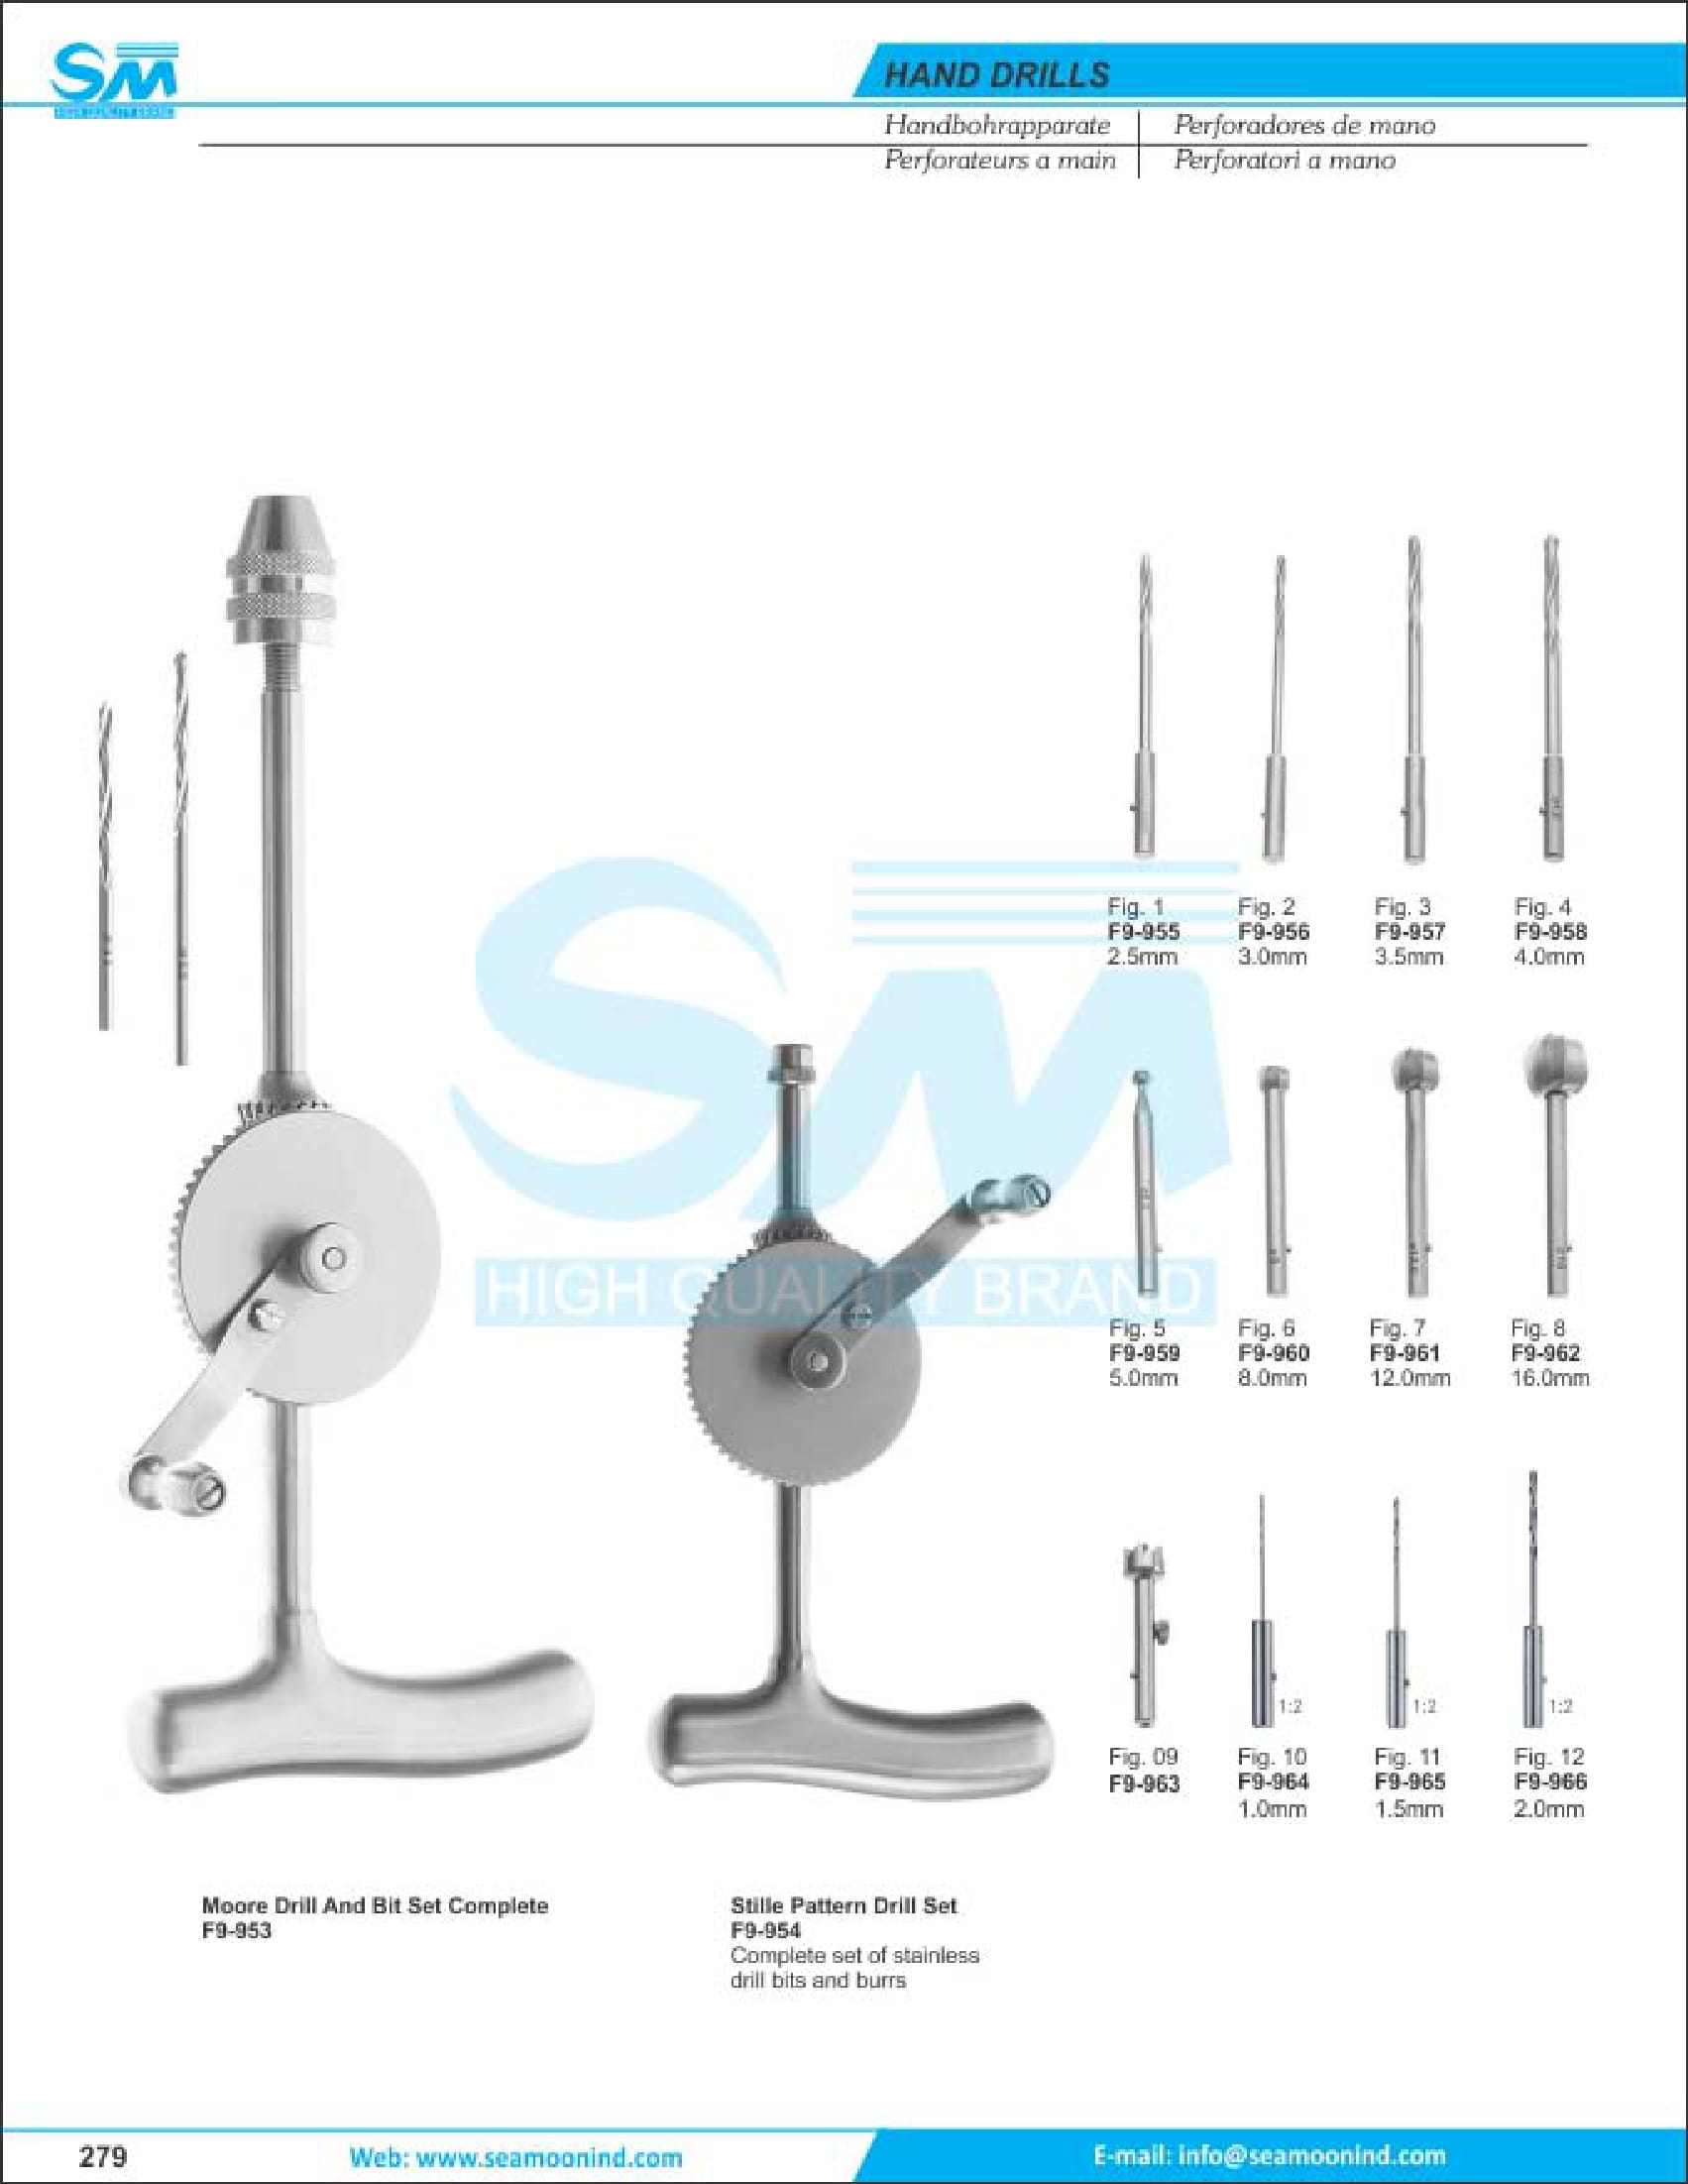 SM
HIGH QUALITY BRAND
HAND DRILLS
Handbohrapparate
Perforadores de mano
Perforateurs a main
Perforatori a mano
Fig. 1
F9-955
2.5mm
Fig. 2
F9-956
3.0mm
Fig. 3
F9-957
3.5mm
Fig. 4
F9-958
4.0mm
SM
HIGH QUALITY BRAND
Fig. 5
F9-959
5.0mm
Fig. 6
F9-960
8.0mm
Fig. 7
F9-961
12.0mm
Fig. 8
F9-962
16.0mm
1:2
1:2
1:2
Fig. 09
F9-963
Fig. 10
F9-964
1.0mm
Fig. 11
F9-965
1.5mm
Fig. 12
F9-966
2.0mm
Moore Drill And Bit Set Complete
F9-953
Stille Pattern Drill Set
F9-954
Complete set of stainless
drill bits and burrs
279
Web: www.seamoonind.com
E-mail: info@seamoonind.com